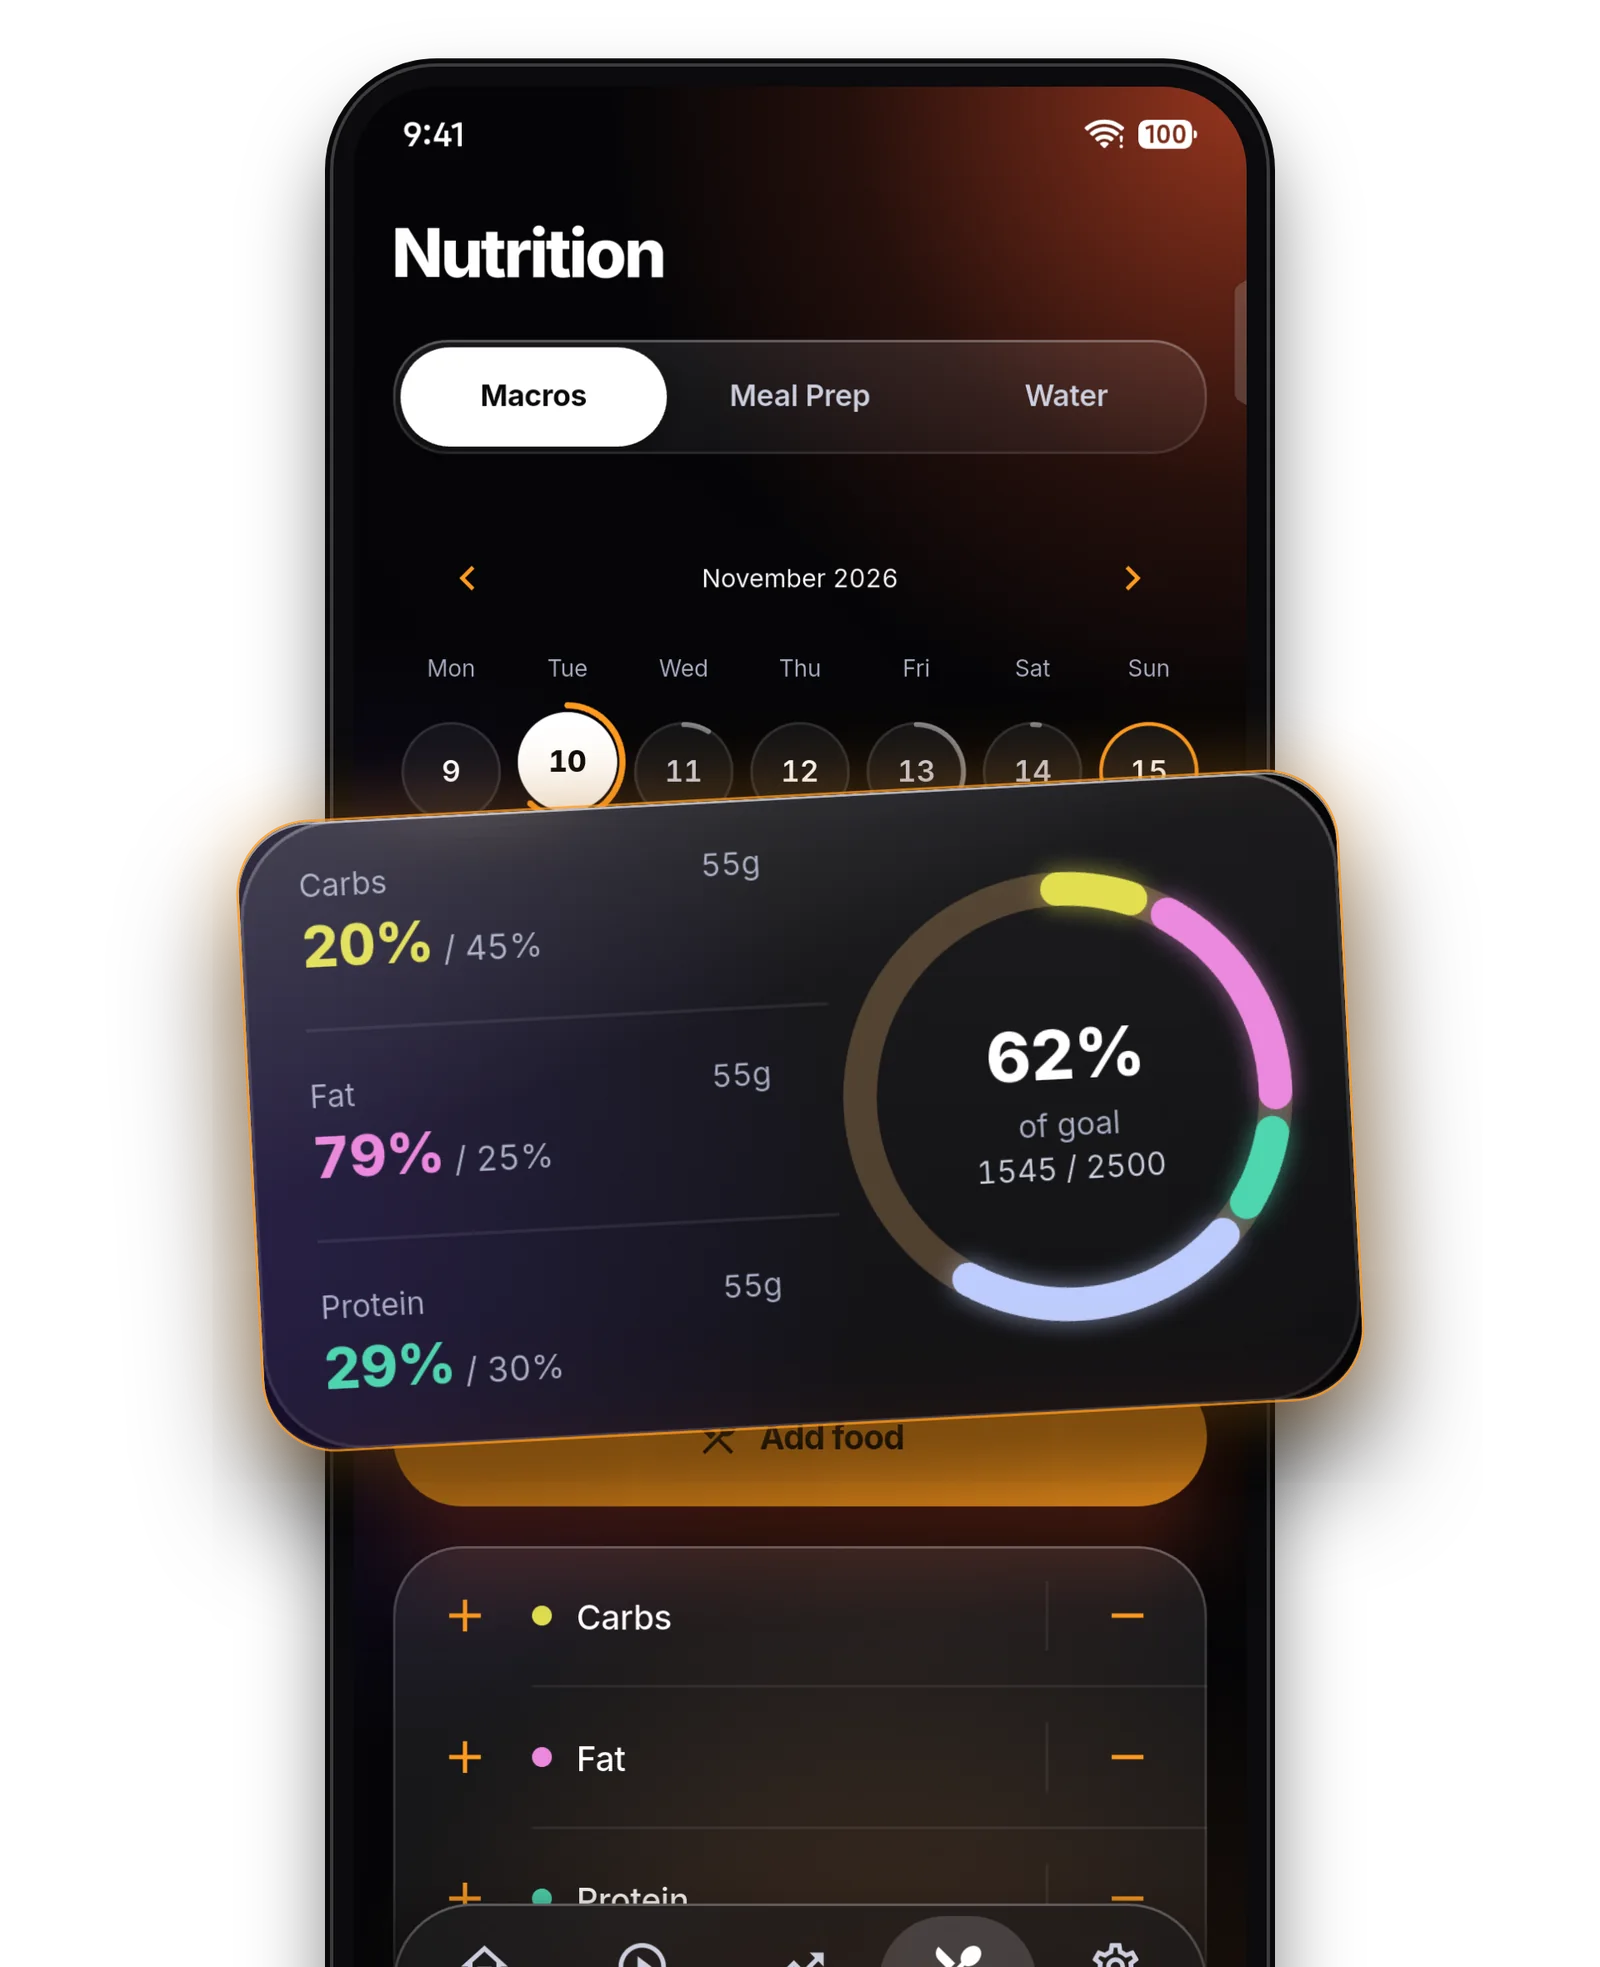 9:41
100
Nutrition
Macros Meal Prep Water
November 2026
Mon Tue Wed Thu Fri Sat Sun
9 10 11 12 13 14 15
Carbs 55g
20% / 45%
Fat 55g
79% / 25%
Protein 55g
29% / 30%
62%
of goal
1545 / 2500
Add food
Carbs
Fat
Protein